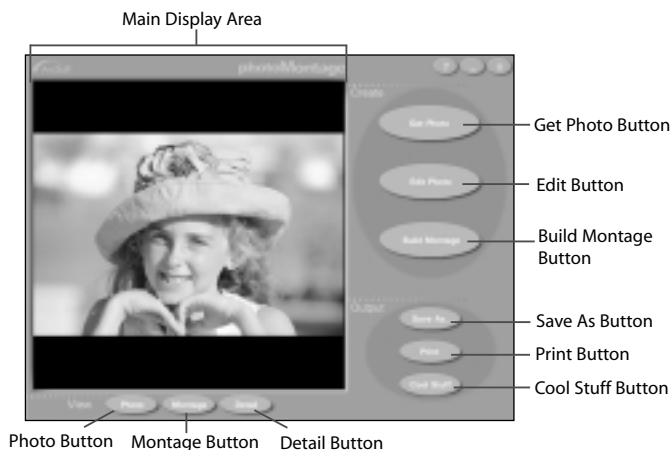 Main Display Area
photoMontage
Create
Get Photo
Get Photo Button
Edit Photo
Edit Button
Build Montage
Build Montage
Button
Output
Save As
Save As Button
Print
Print Button
Cool Stuff
Cool Stuff Button
View
Photo
Montage
Detail
Photo Button
Montage Button
Detail Button